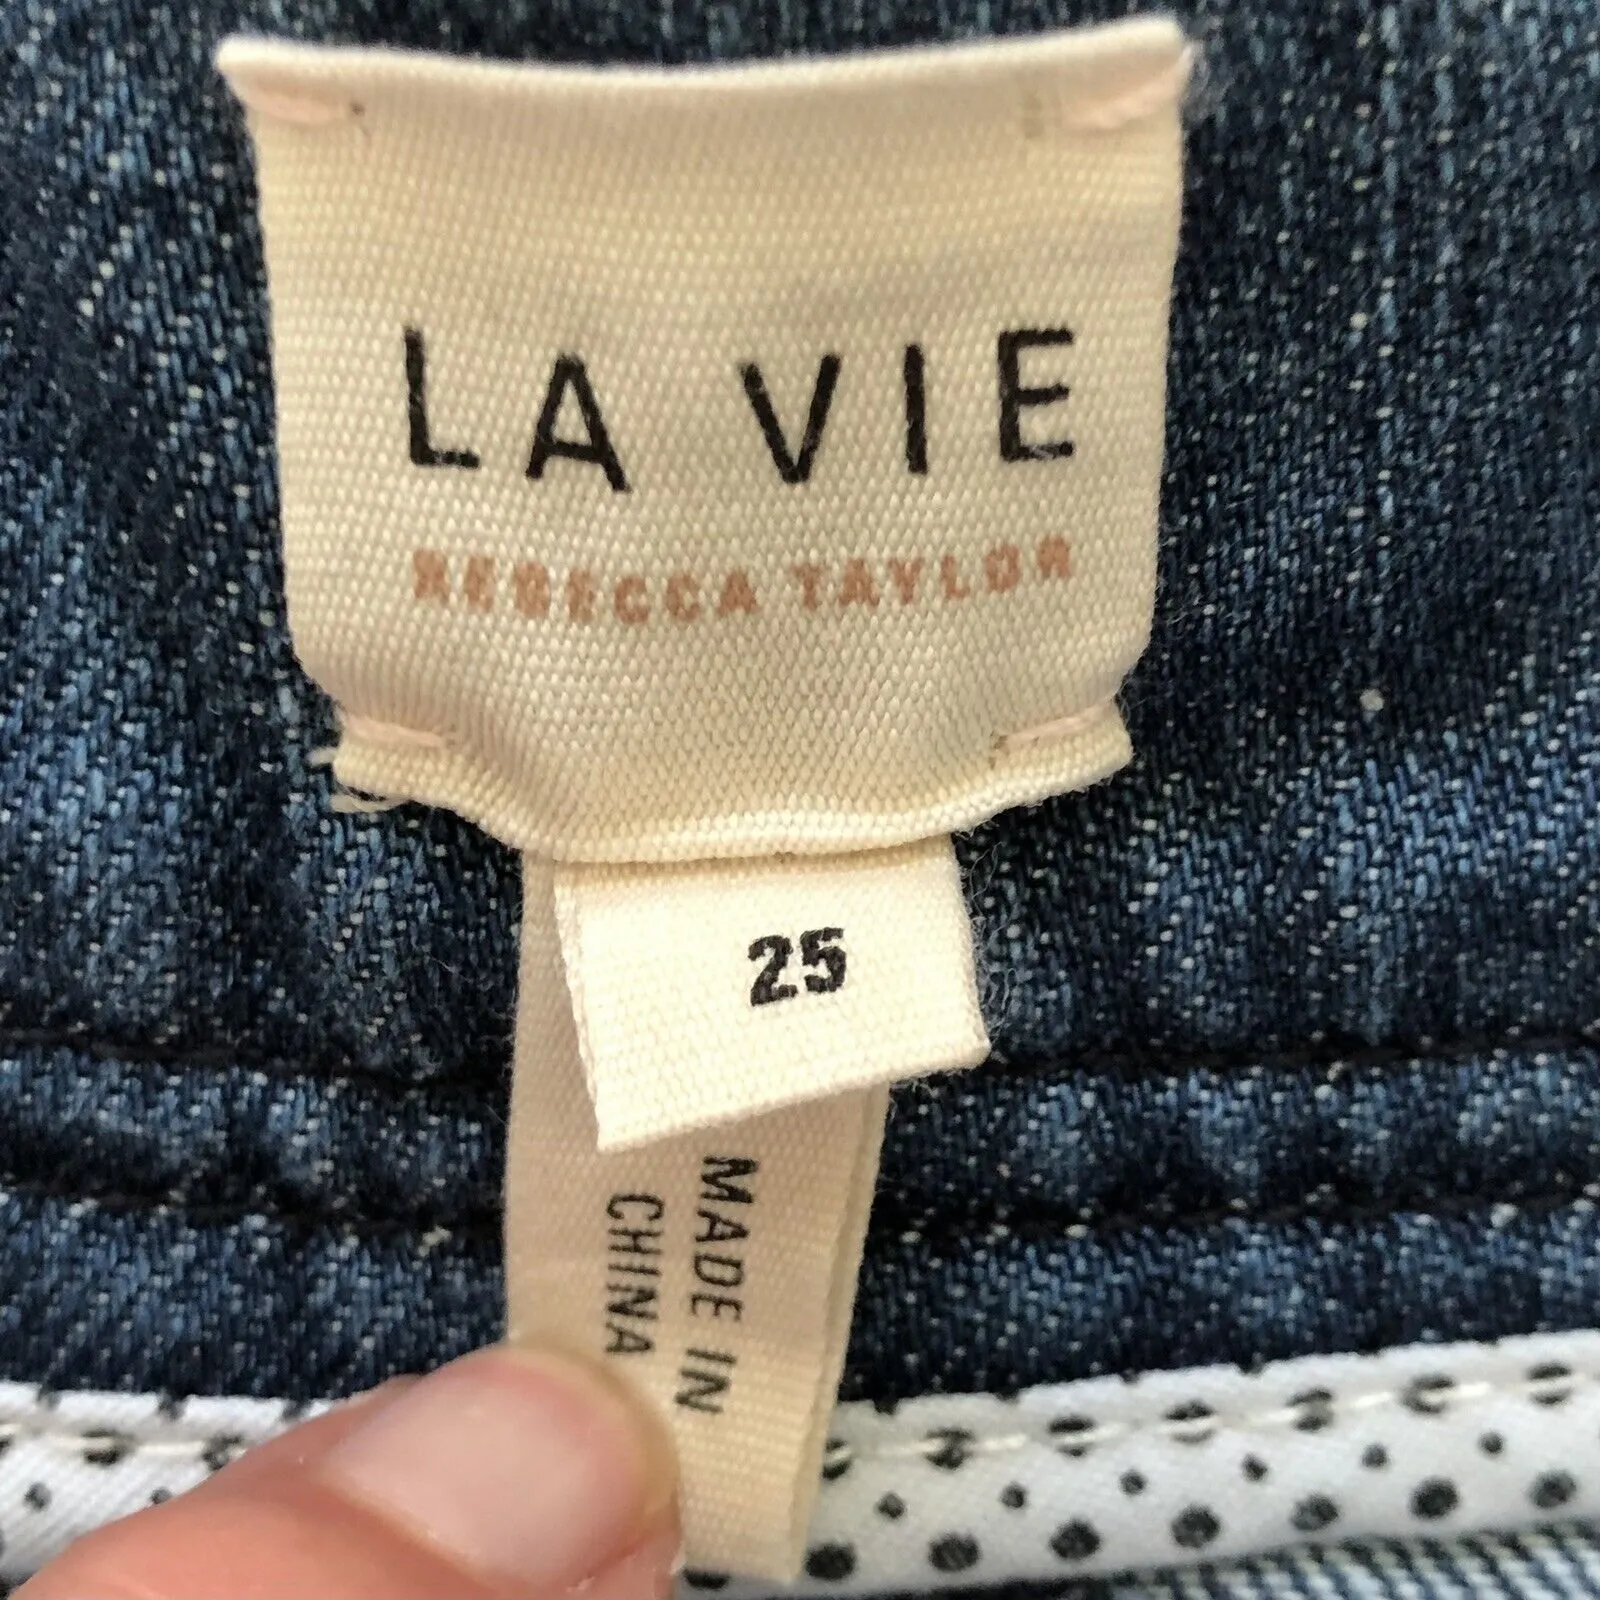 LA VIE
REBECCA TAYLOR
25
MADE IN
CHINA